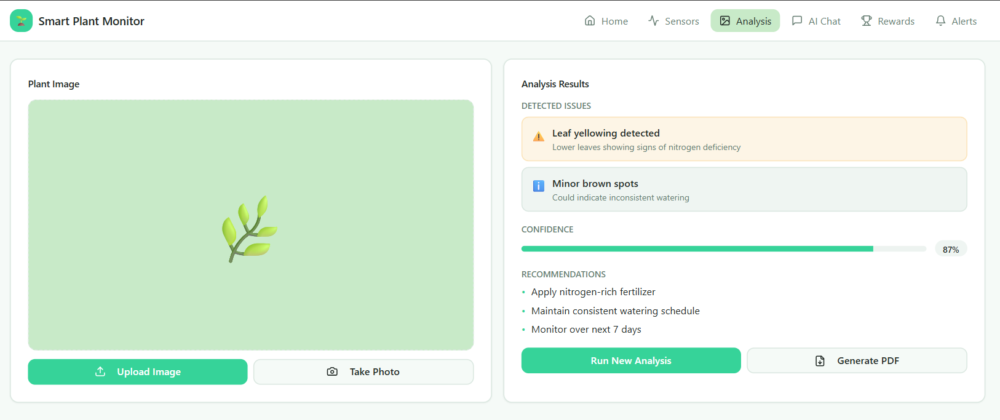 Smart Plant Monitor
Home
Sensors
Analysis
AI Chat
Rewards
Alerts
Plant Image
Upload Image
Take Photo
Analysis Results
DETECTED ISSUES
Leaf yellowing detected
Lower leaves showing signs of nitrogen deficiency
Minor brown spots
Could indicate inconsistent watering
CONFIDENCE
87%
RECOMMENDATIONS
• Apply nitrogen-rich fertilizer
• Maintain consistent watering schedule
• Monitor over next 7 days
Run New Analysis
Generate PDF